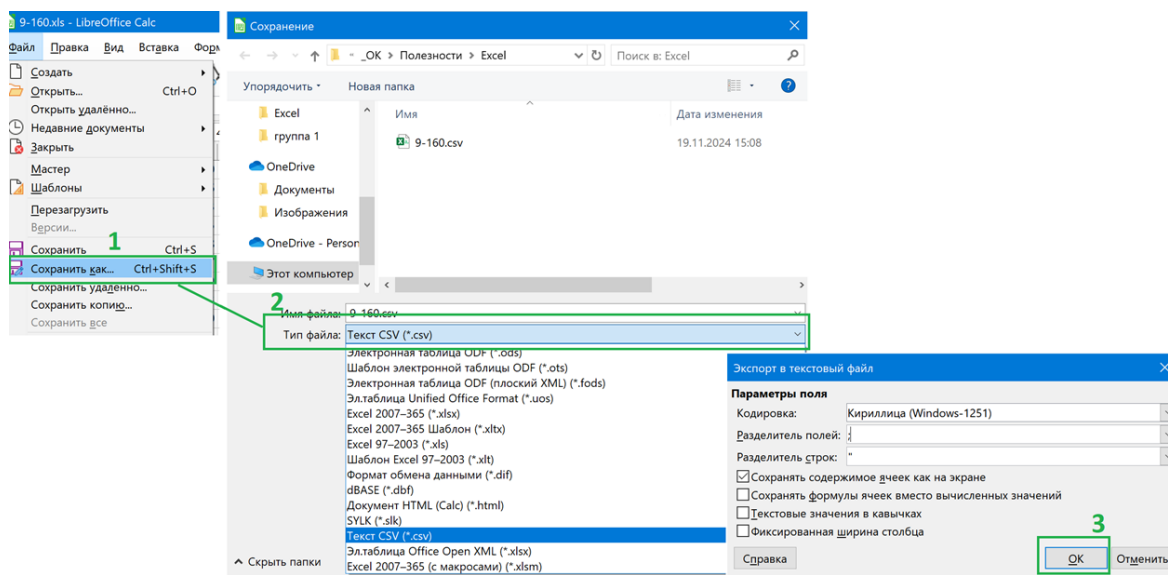 9-160.xls - LibreOffice Calc
Файл Правка Вид Вставка Форм
Создать
Открыть... Ctrl+O
Открыть удалённо...
Недавние документы
Закрыть
Мастер
Шаблоны
Перезагрузить
Версии...
1
Сохранить Ctrl+S
Сохранить как... Ctrl+Shift+S
Сохранить удаленно...
Сохранить копию...
Сохранить все
Сохранение
_OK > Полезности > Excel
Поиск в: Excel
Упорядочить Новая папка
Excel
группа 1
OneDrive
Документы
Изображения
OneDrive - Person
Этот компьютер
Имя Дата изменения
9-160.csv 19.11.2024 15:08
2
Имя файла: 9-160.csv
Тип файла: Текст CSV (*.csv)
Электронная таблица ODF (*.ods)
Шаблон электронной таблицы ODF (*.ots)
Электронная таблица ODF (плоский XML) (*.fods)
Эл.таблица Unified Office Format (*.uos)
Excel 2007–365 (*.xlsx)
Excel 2007–365 Шаблон (*.xltx)
Excel 97–2003 (*.xls)
Шаблон Excel 97–2003 (*.xlt)
Формат обмена данными (*.dif)
dBASE (*.dbf)
Документ HTML (Calc) (*.html)
SYLK (*.slk)
Текст CSV (*.csv)
Эл.таблица Office Open XML (*.xlsx)
Excel 2007–365 (с макросами) (*.xlsm)
Скрыть папки
Экспорт в текстовый файл
Параметры поля
Кодировка: Кириллица (Windows-1251)
Разделитель полей: ;
Разделитель строк: "
Сохранять содержимое ячеек как на экране
Сохранять формулы ячеек вместо вычисленных значений
Текстовые значения в кавычках
Фиксированная ширина столбца
3
Справка OK Отменить